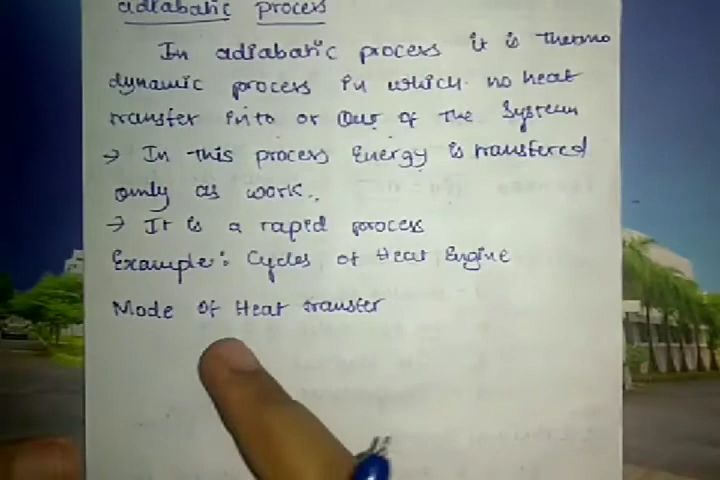 adiabatic process
In adiabatic process it is thermo
dynamic process in which no heat
transfer into or Out of the System
→ In this process Energy is transfered
only as work..
→ It is a rapid process
Example: Cycles of Heat Engine
Mode of Heat transfer